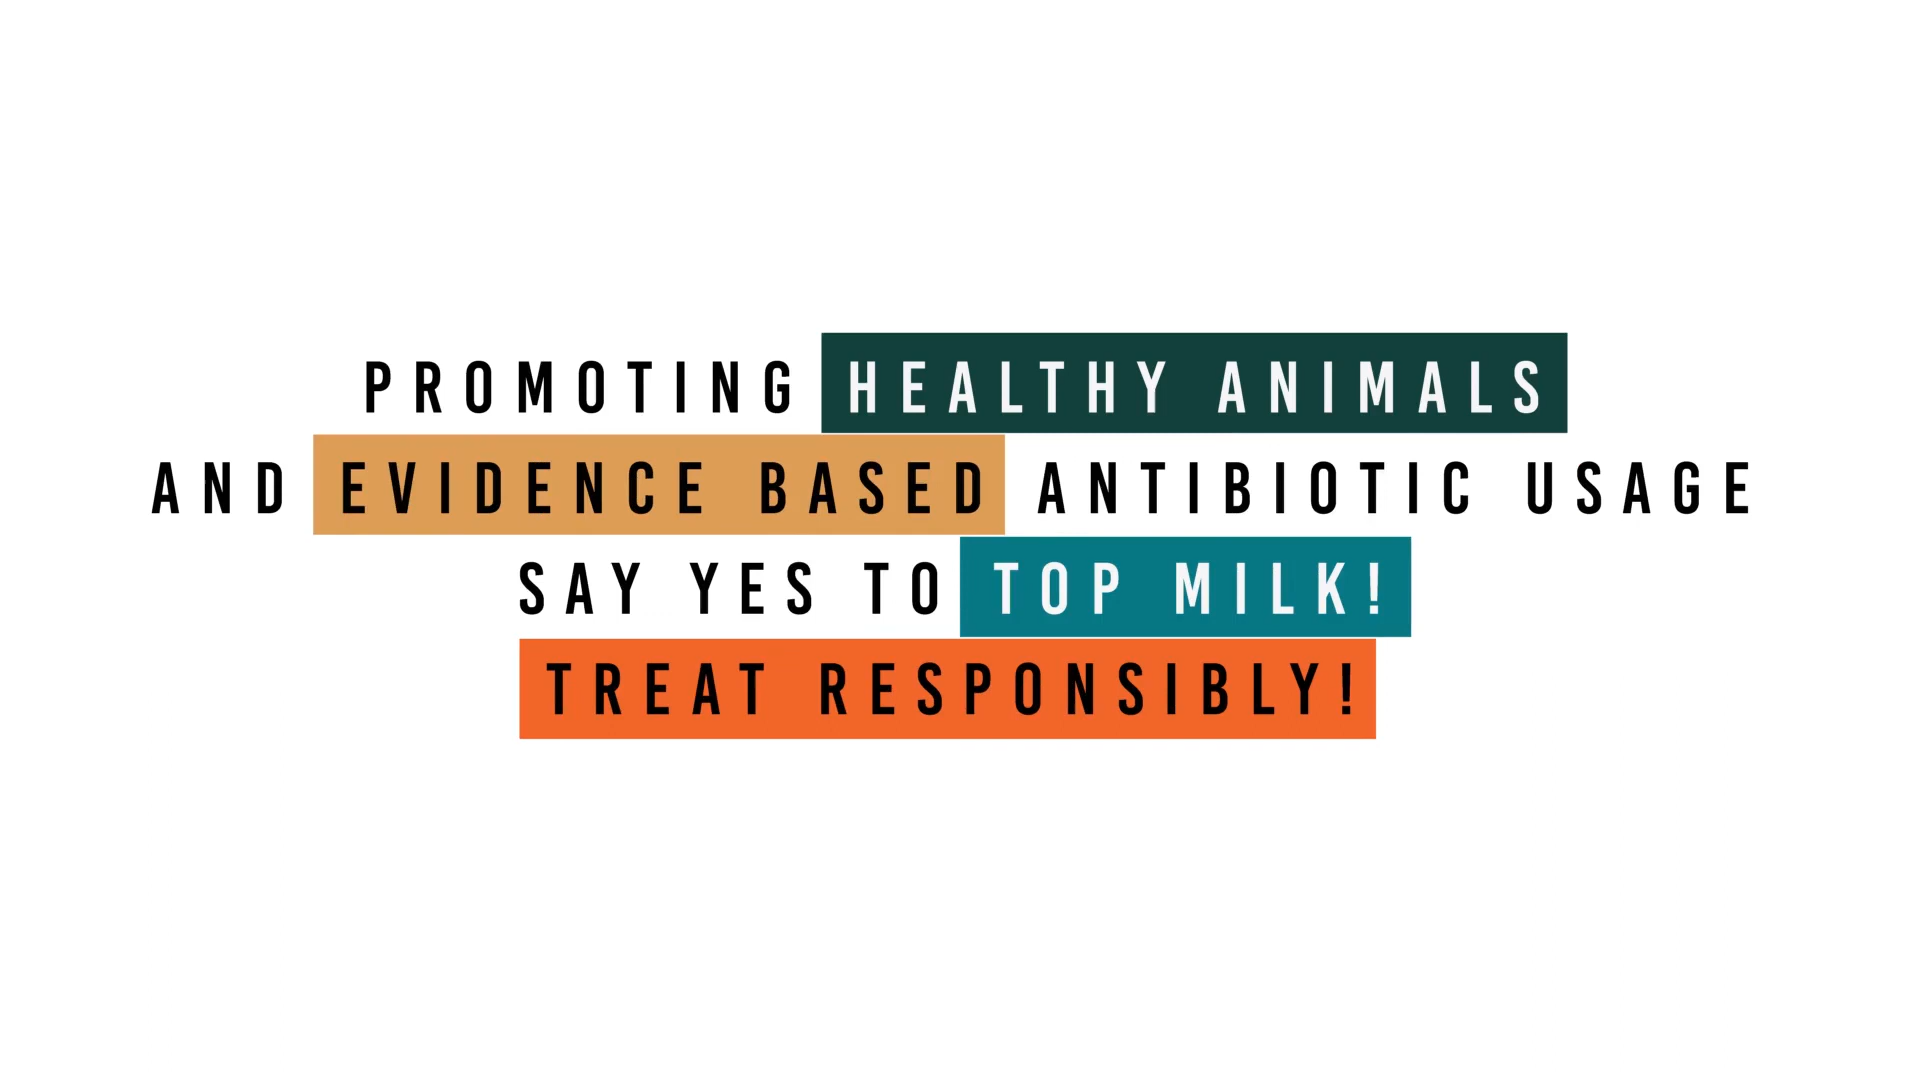 PROMOTING HEALTHY ANIMALS
AND EVIDENCE BASED ANTIBIOTIC USAGE
SAY YES TO TOP MILK!
TREAT RESPONSIBLY!